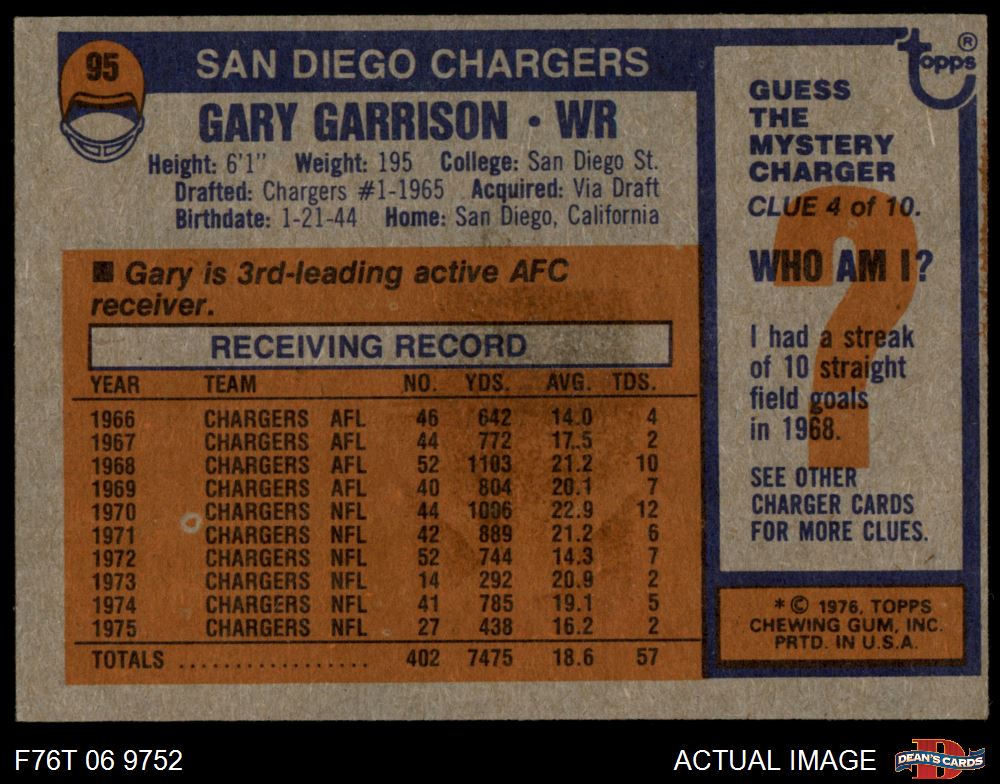 95
SAN DIEGO CHARGERS
GARY GARRISON • WR
Height: 6'1" Weight: 195 College: San Diego St.
Drafted: Chargers #1-1965 Acquired: Via Draft
Birthdate: 1-21-44 Home: San Diego, California
■ Gary is 3rd-leading active AFC
receiver.
RECEIVING RECORD
YEAR TEAM NO. YDS. AVG. TDS.
1966 CHARGERS AFL 46 642 14.0 4
1967 CHARGERS AFL 44 772 17.5 2
1968 CHARGERS AFL 52 1103 21.2 10
1969 CHARGERS AFL 40 804 20.1 7
1970 CHARGERS NFL 44 1006 22.9 12
1971 CHARGERS NFL 42 889 21.2 6
1972 CHARGERS NFL 52 744 14.3 7
1973 CHARGERS NFL 14 292 20.9 2
1974 CHARGERS NFL 41 785 19.1 5
1975 CHARGERS NFL 27 438 16.2 2
TOTALS .................. 402 7475 18.6 57
topps ®
GUESS
THE
MYSTERY
CHARGER
CLUE 4 of 10.
WHO AM I?
?
I had a streak
of 10 straight
field goals
in 1968.
SEE OTHER
CHARGER CARDS
FOR MORE CLUES.
* © 1976, TOPPS
CHEWING GUM, INC.
PRTD. IN U.S.A.
F76T 06 9752
ACTUAL IMAGE
D
DEAN'S CARDS